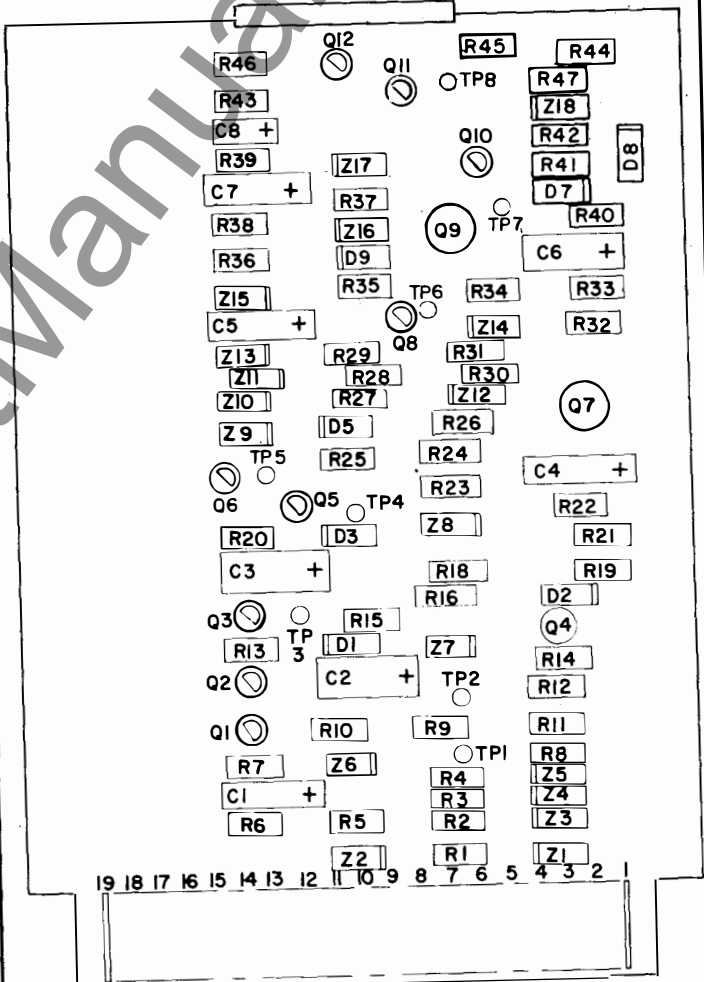 Q12 R45 R44
R46 Q11 TP8 R47
R43 Z18
C8 + Q10 R42 D8
R39 Z17 R41
C7 + R37 D7
R38 Z16 Q9 TP7 R40
R36 D9 C6 +
Z15 R35 TP6 R34 R33
C5 + Q8 Z14 R32
Z13 R29 R31
Z11 R28 R30
Z10 R27 Z12 Q7
Z9 D5 R26
TP5 R25 R24 C4 +
Q6 Q5 TP4 R23 R22
R20 D3 Z8 R21
C3 + R18 R19
R16 D2
Q3 TP3 R15 Q4
R13 D1 Z7 R14
Q2 C2 + TP2 R12
Q1 R10 R9 R11
R7 Z6 TP1 R8
R4 Z5
C1 + R3 Z4
R6 R5 R2 Z3
Z2 R1 Z1
19 18 17 16 15 14 13 12 11 10 9 8 7 6 5 4 3 2 1
Manua